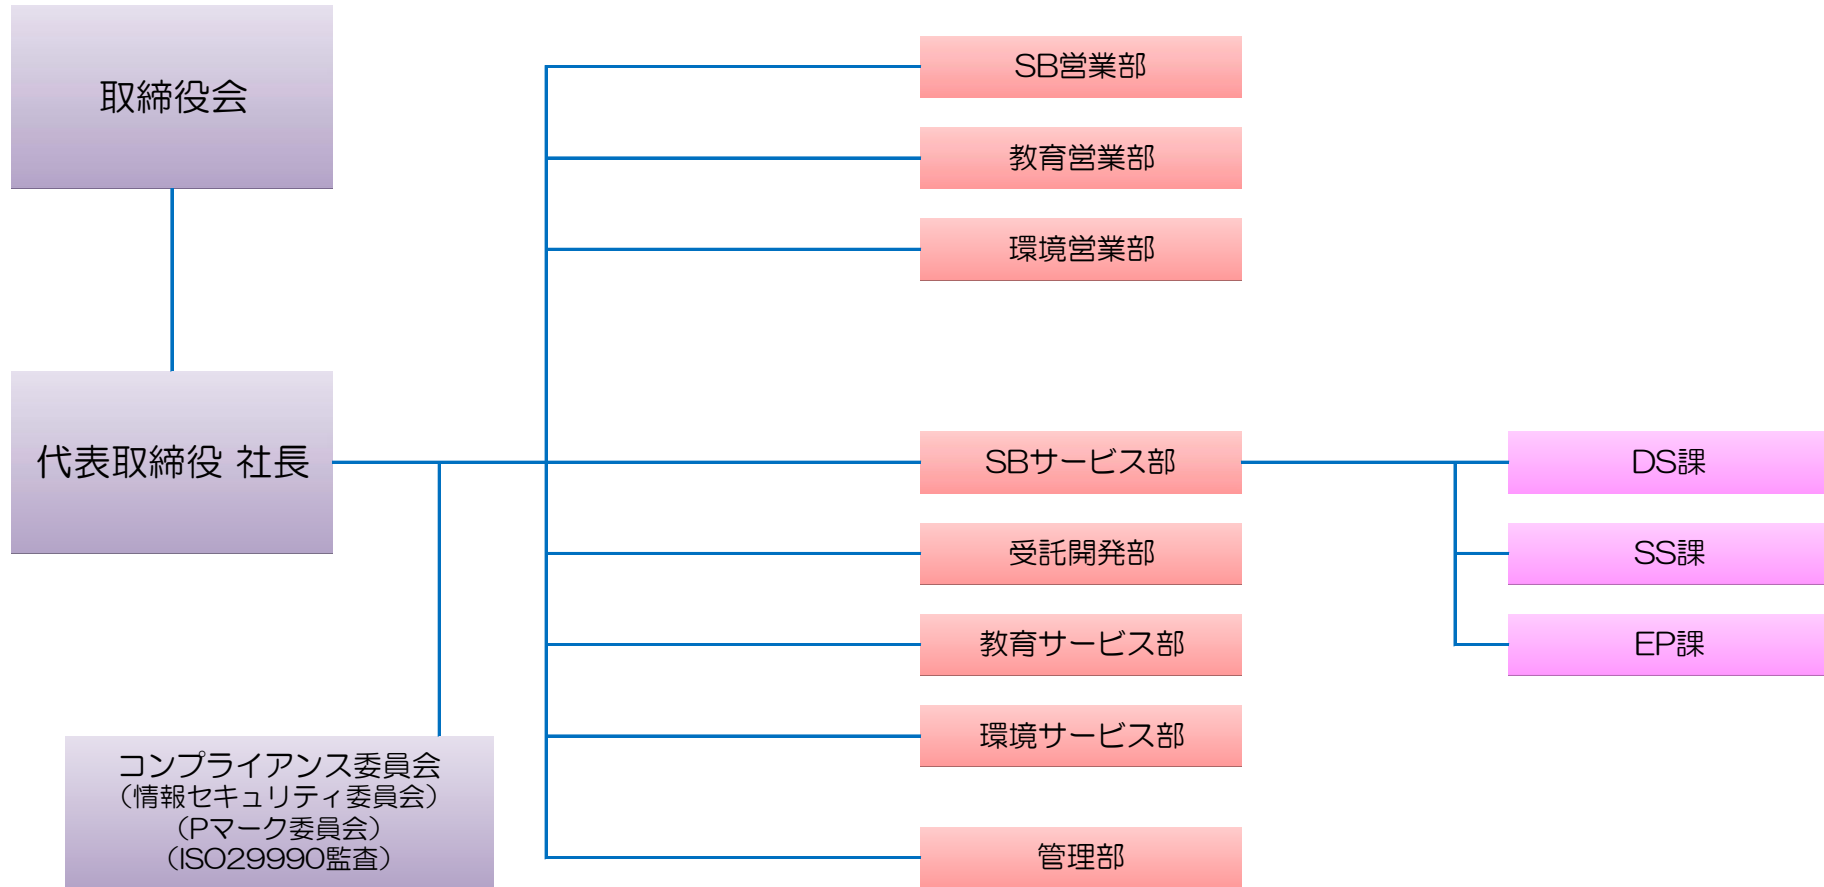 取締役会
代表取締役 社長
コンプライアンス委員会
（情報セキュリティ委員会）
（Pマーク委員会）
（ISO29990監査）
SB営業部
教育営業部
環境営業部
SBサービス部
受託開発部
教育サービス部
環境サービス部
管理部
DS課
SS課
EP課